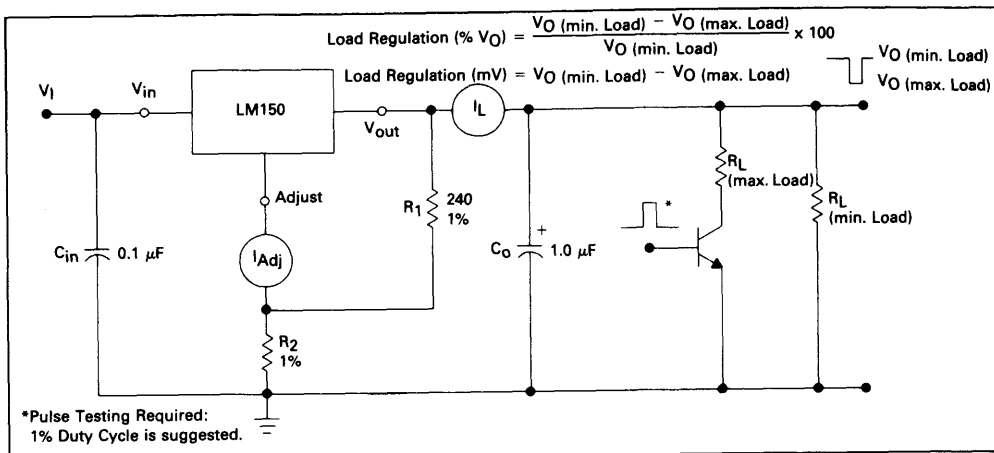 Load Regulation (% VO) = VO (min. Load) − VO (max. Load) / VO (min. Load) x 100
Load Regulation (mV) = VO (min. Load) − VO (max. Load)
VO (min. Load)
VO (max. Load)
VI
Vin
LM150
Vout
IL
Adjust
R1
240
1%
RL
(max. Load)
RL
(min. Load)
*
Cin
0.1 µF
IAdj
+
Co
1.0 µF
R2
1%
*Pulse Testing Required:
1% Duty Cycle is suggested.